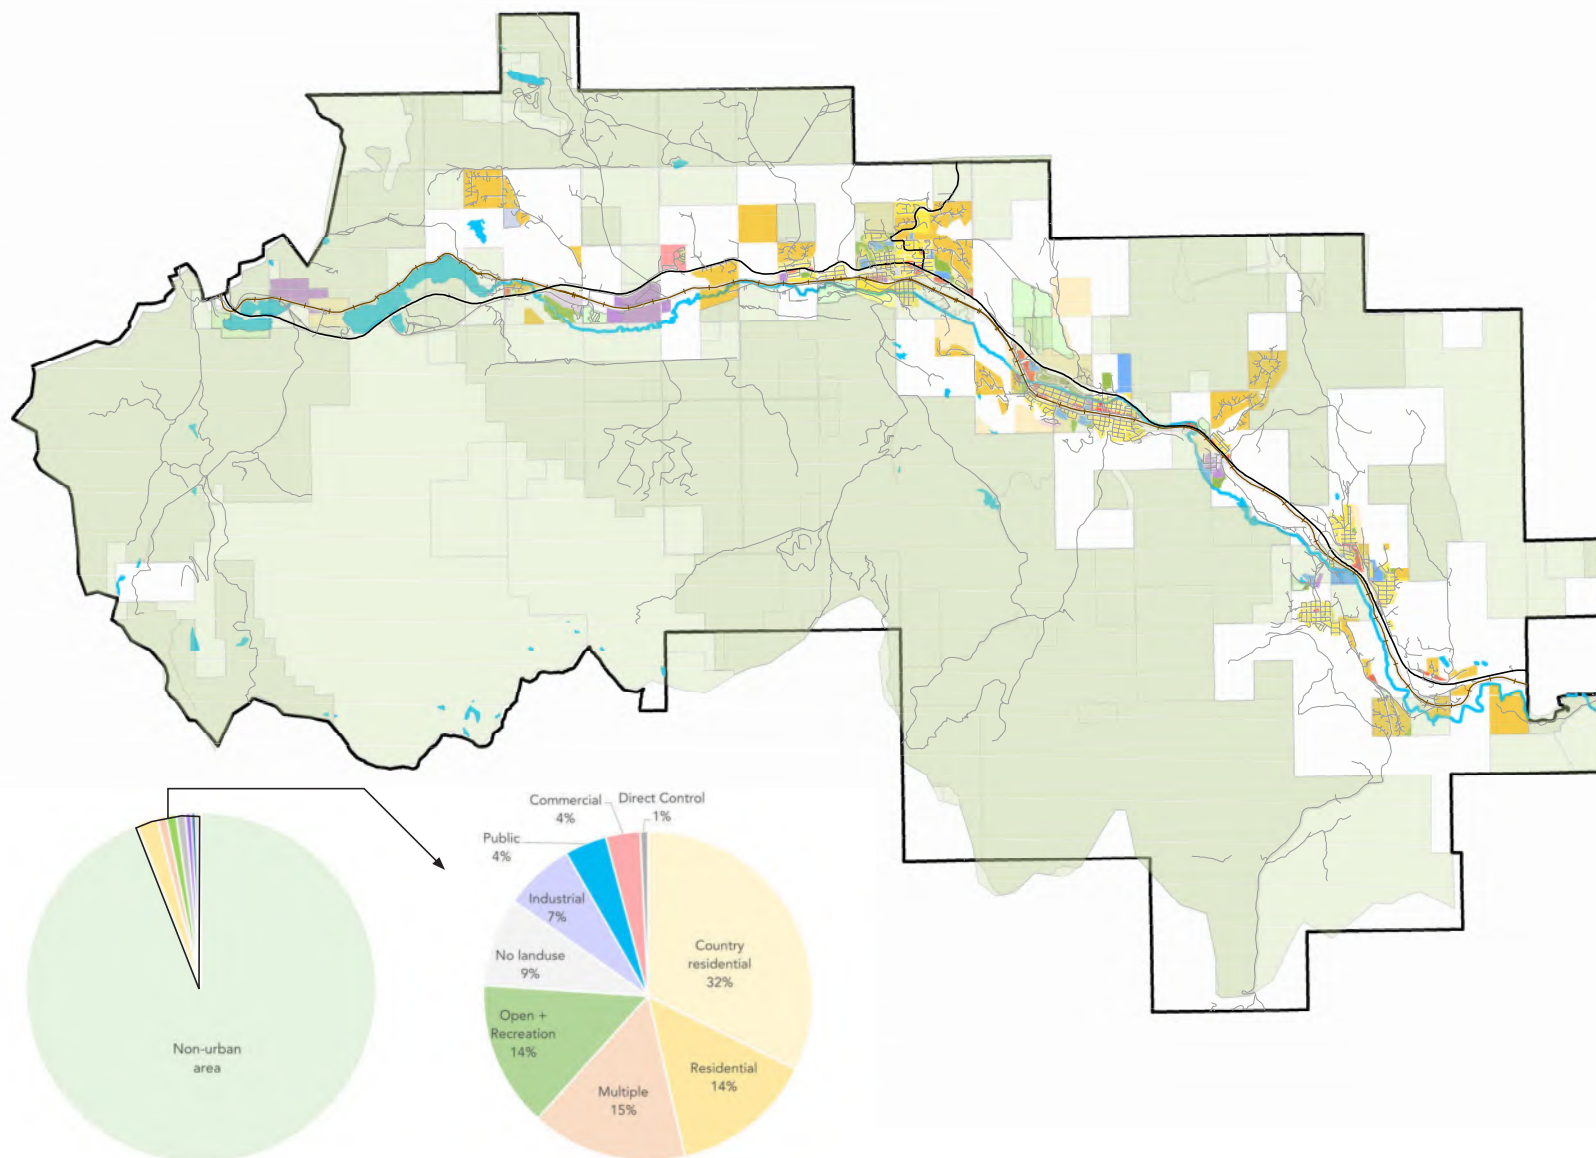 Commercial
4%
Direct Control
1%
Public
4%
Industrial
7%
No landuse
9%
Open +
Recreation
14%
Multiple
15%
Residential
14%
Country
residential
32%
Non-urban
area